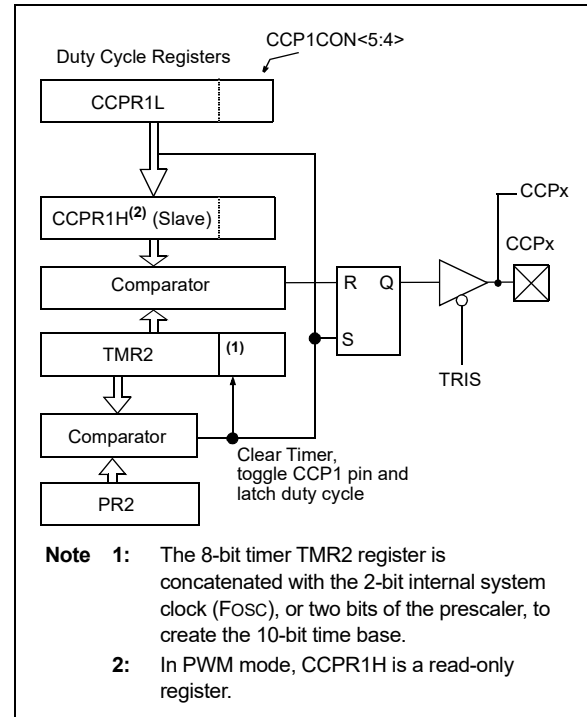 CCP1CON<5:4>
Duty Cycle Registers
CCPR1L
CCPR1H(2) (Slave)
CCPx
CCPx
Comparator
R Q
S
TMR2
(1)
TRIS
Comparator
Clear Timer,
toggle CCP1 pin and
latch duty cycle
PR2
Note 1: The 8-bit timer TMR2 register is
concatenated with the 2-bit internal system
clock (FOSC), or two bits of the prescaler, to
create the 10-bit time base.
2: In PWM mode, CCPR1H is a read-only
register.